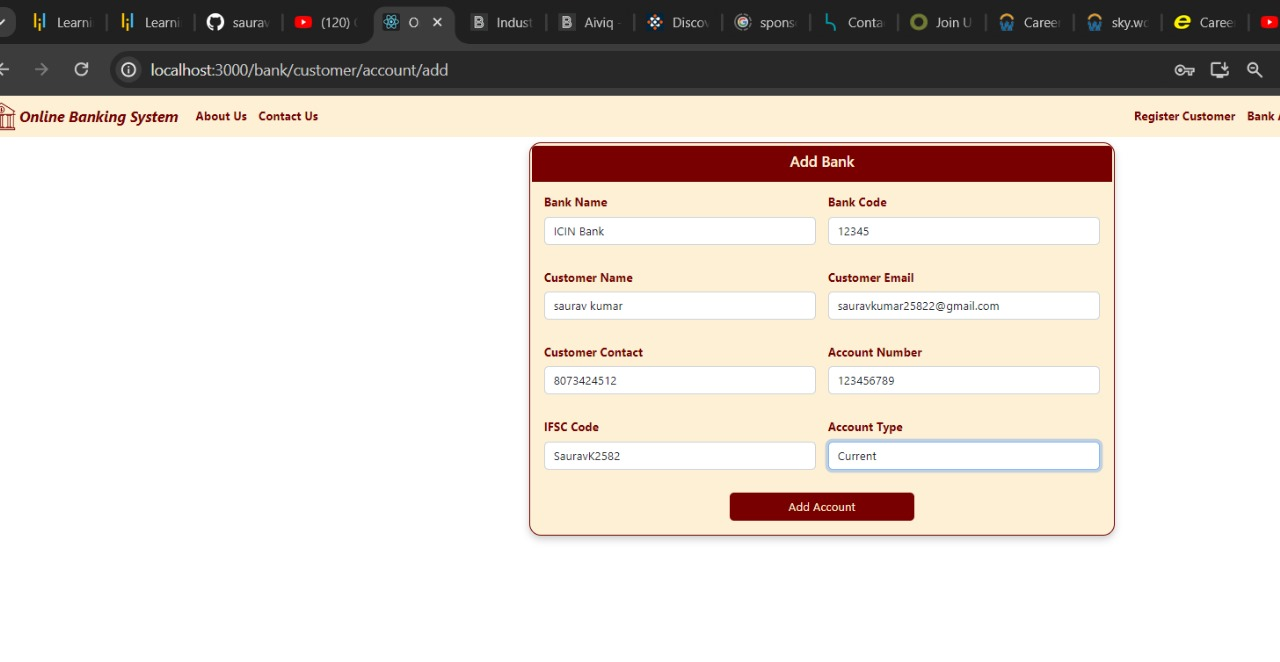 Learni Learni saurav (120) O Indust Aiviq - Discov spons Conta Join U Career sky.wo Career
localhost:3000/bank/customer/account/add
Online Banking System About Us Contact Us Register Customer Bank A
Add Bank
Bank Name Bank Code
ICIN Bank 12345
Customer Name Customer Email
saurav kumar sauravkumar25822@gmail.com
Customer Contact Account Number
8073424512 123456789
IFSC Code Account Type
SauravK2582 Current
Add Account